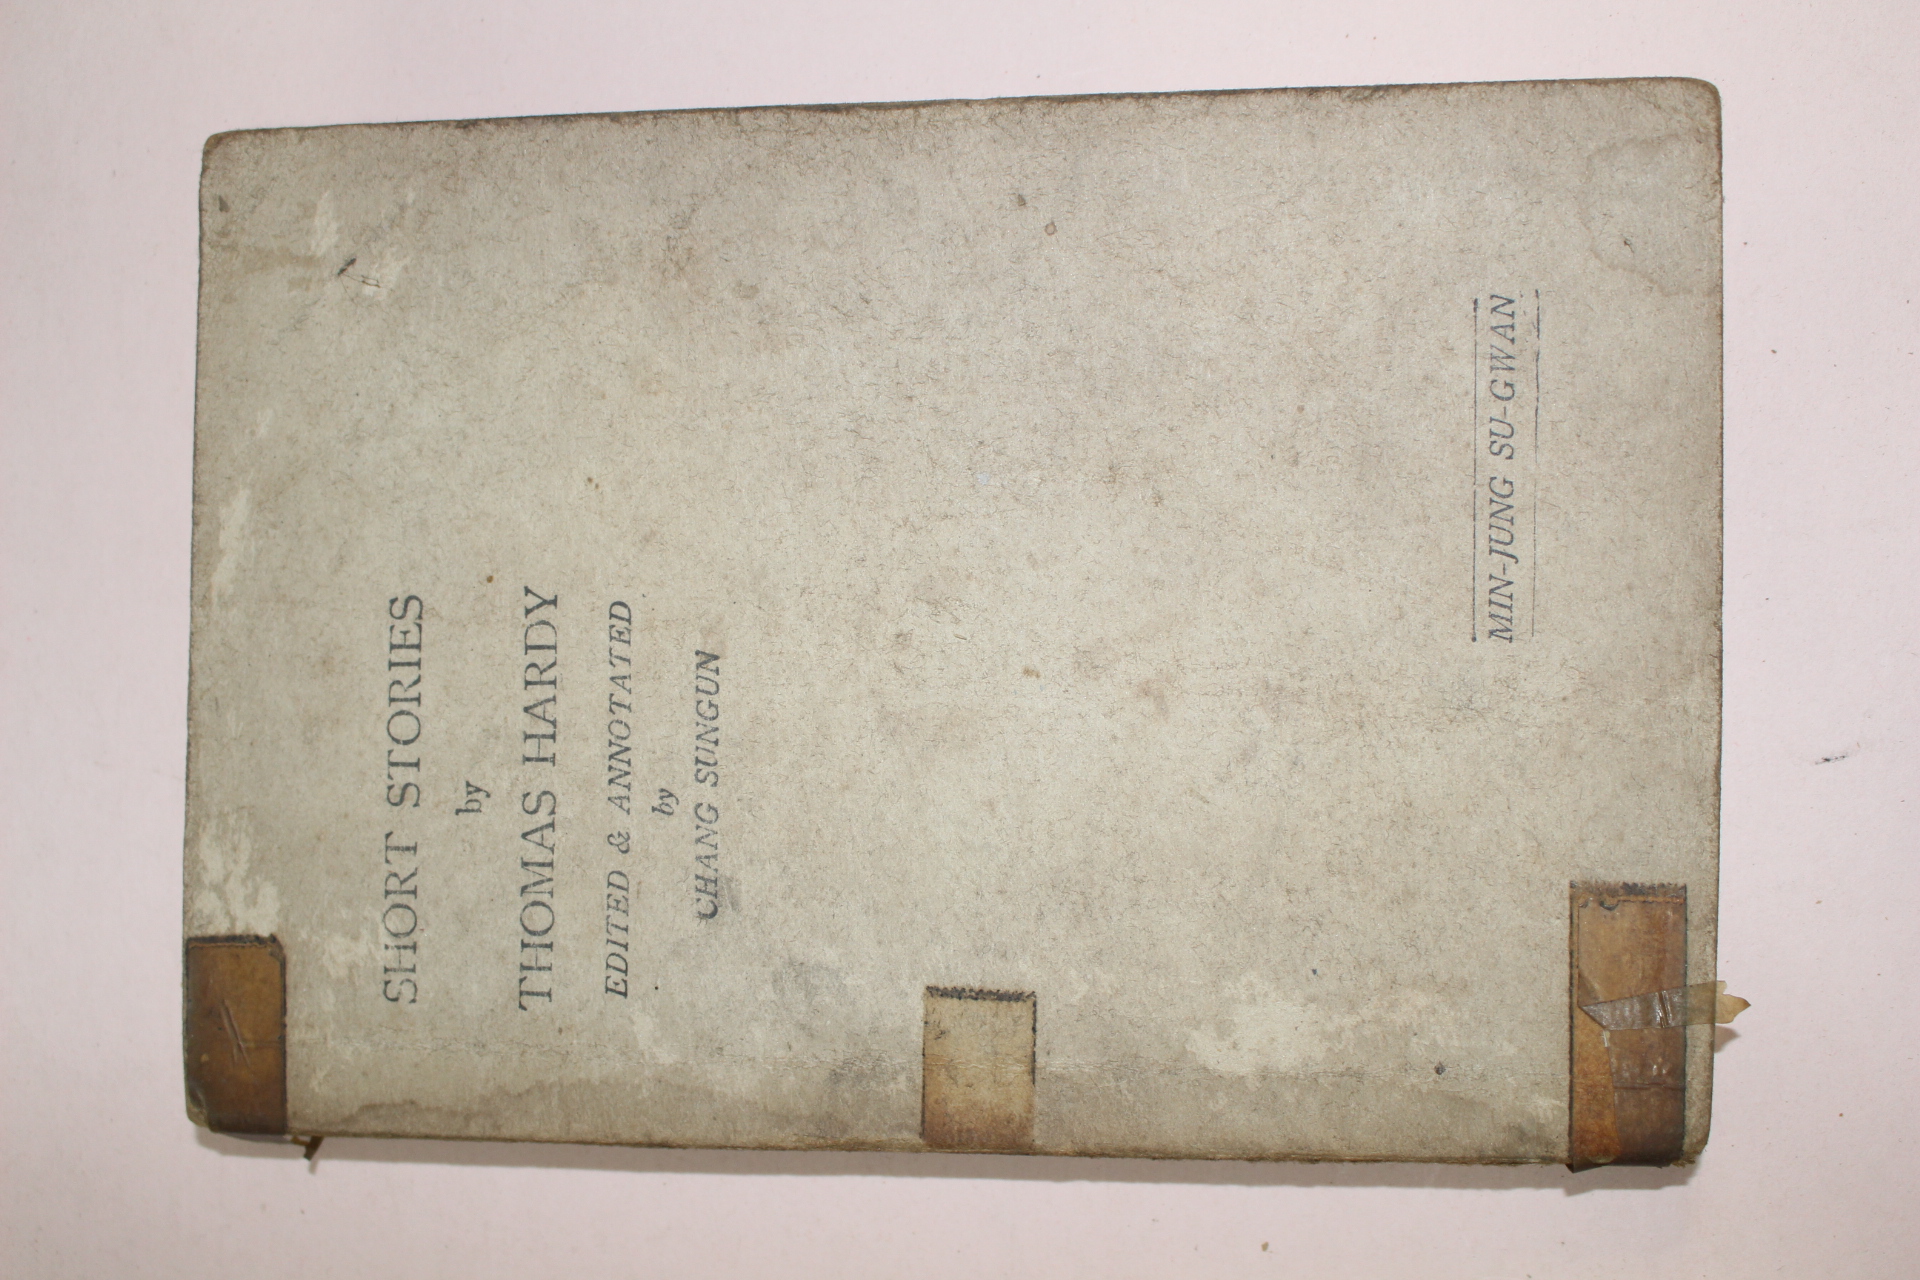 SHORT STORIES
by
THOMAS HARDY
EDITED & ANNOTATED
by
CHANG SUNGUN
MIN-JUNG SU-GWAN